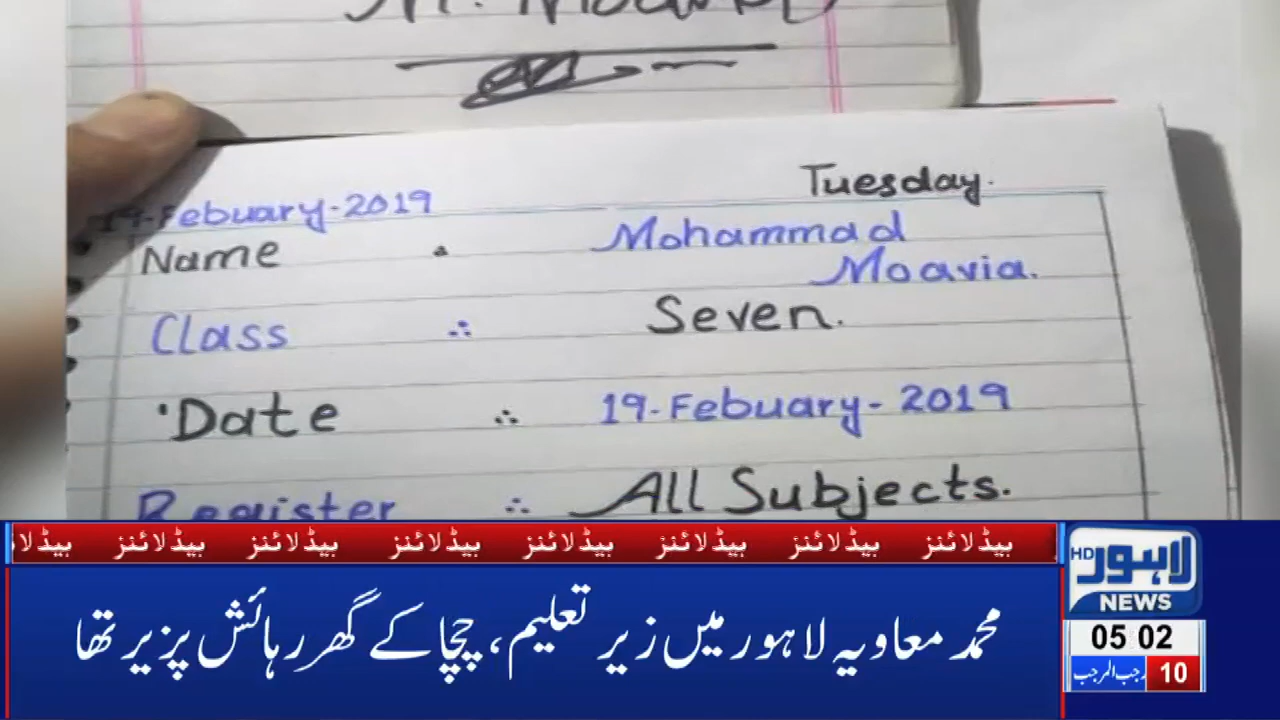 19-Febuary-2019
Tuesday.
Name : Mohammad
Moavia.
Class ∴ Seven.
Date ∴ 19-Febuary-2019
Register ∴ All Subjects.
ہیڈلائنز ہیڈلائنز ہیڈلائنز ہیڈلائنز ہیڈلائنز ہیڈلائنز ہیڈلائنز ہیڈلا
محمد معاویہ لاہور میں زیر تعلیم، چچا کے گھر رہائش پزیر تھا
HD لاہور
NEWS
05 02
10 رجب المرجب